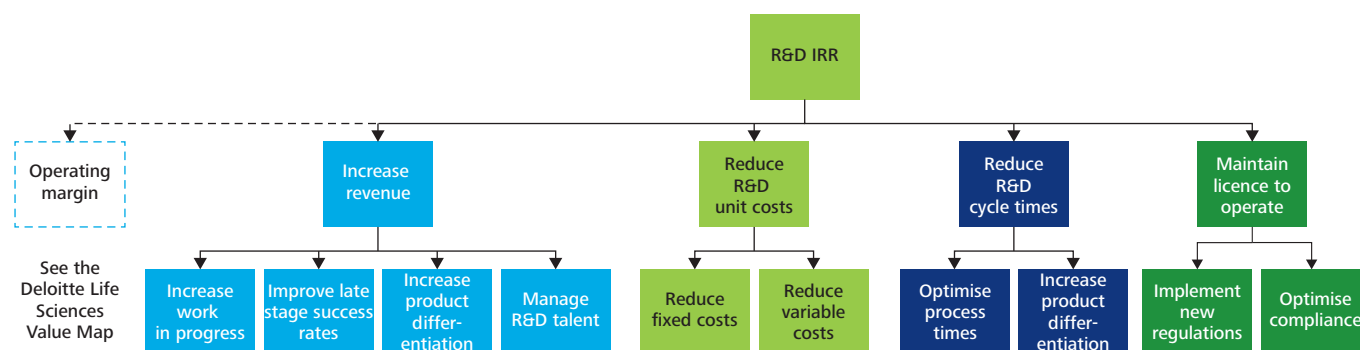 R&D IRR
Operating
margin
Increase
revenue
Reduce
R&D
unit costs
Reduce
R&D
cycle times
Maintain
licence to
operate
See the
Deloitte Life
Sciences
Value Map
Increase
work
in progress
Improve late
stage success
rates
Increase
product
differ-
entiation
Manage
R&D talent
Reduce
fixed costs
Reduce
variable
costs
Optimise
process
times
Increase
product
differ-
entiation
Implement
new
regulations
Optimise
compliance